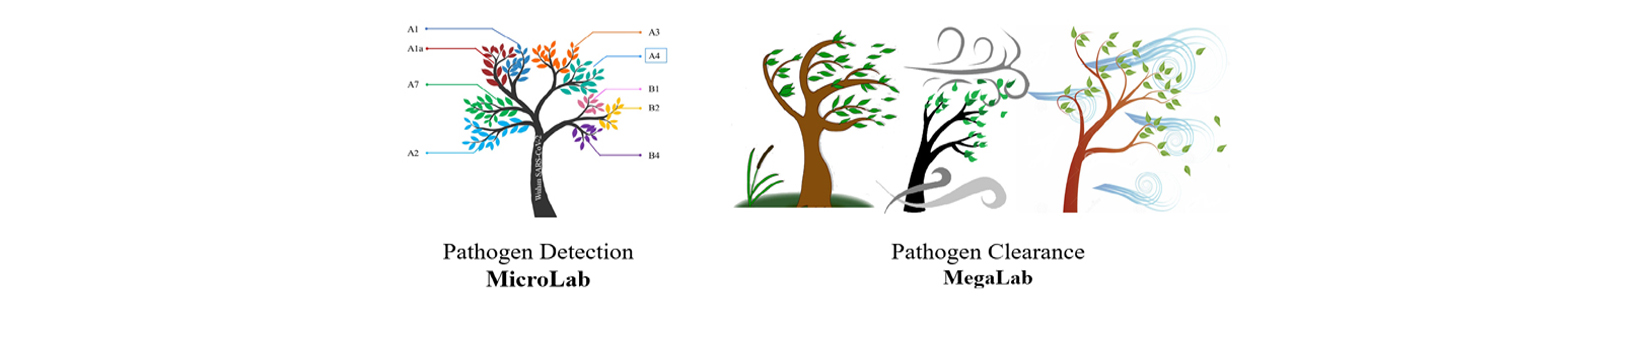 A1
A1a
A7
A2
A3
A4
B1
B2
B4
Wuhan SARS-CoV-2
Pathogen Detection
MicroLab
Pathogen Clearance
MegaLab